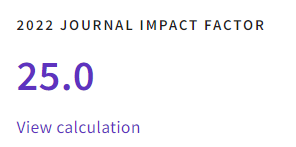 2022 JOURNAL IMPACT FACTOR
25.0
View calculation